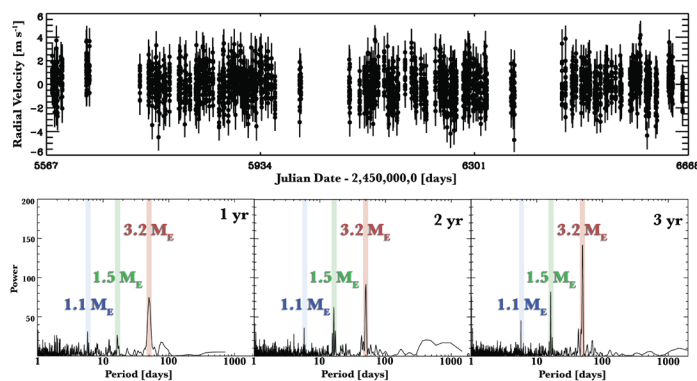 6
4
2
0
-2
-4
-6
Radial Velocity [m s⁻¹]
5567 5934 6301 6668
Julian Date - 2,450,000,0 [days]
200
150
100
50
0
Power
1 yr
3.2 M_E
1.5 M_E
1.1 M_E
1 10 100 1000
Period [days]
2 yr
3.2 M_E
1.5 M_E
1.1 M_E
1 10 100 1000
Period [days]
3 yr
3.2 M_E
1.5 M_E
1.1 M_E
1 10 100 1000
Period [days]